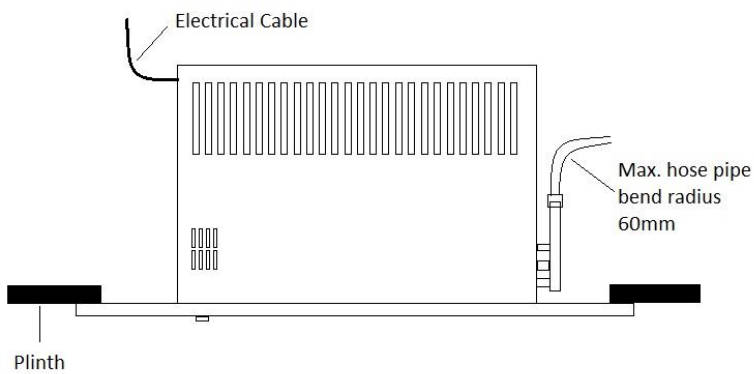 Electrical Cable
Max. hose pipe
bend radius
60mm
Plinth